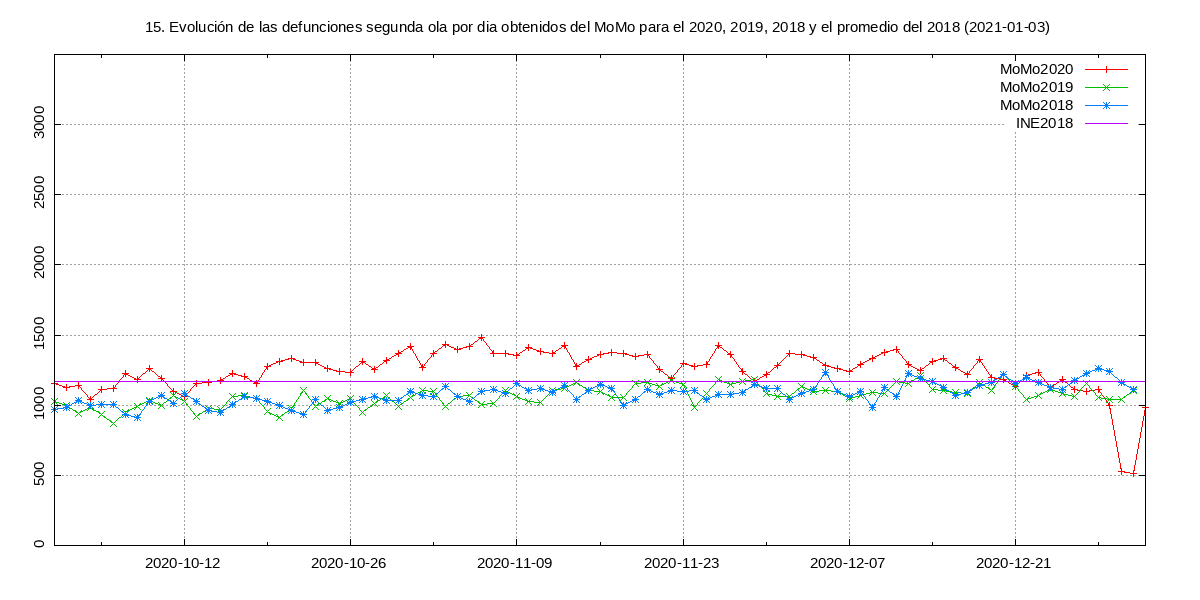 15. Evolución de las defunciones segunda ola por dia obtenidos del MoMo para el 2020, 2019, 2018 y el promedio del 2018 (2021-01-03)
MoMo2020
MoMo2019
MoMo2018
INE2018
3000
2500
2000
1500
1000
500
0
2020-10-12 2020-10-26 2020-11-09 2020-11-23 2020-12-07 2020-12-21